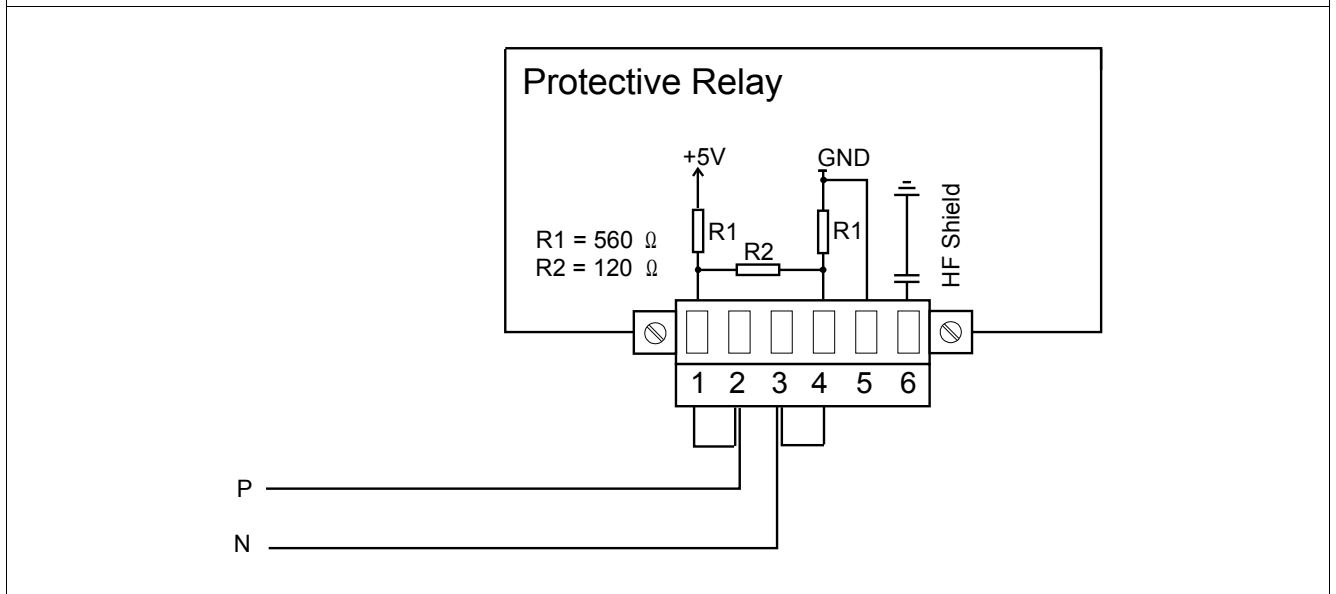 Protective Relay
+5V
GND
R1 = 560 Ω
R2 = 120 Ω
R1
R2
R1
HF Shield
1 2 3 4 5 6
P
N